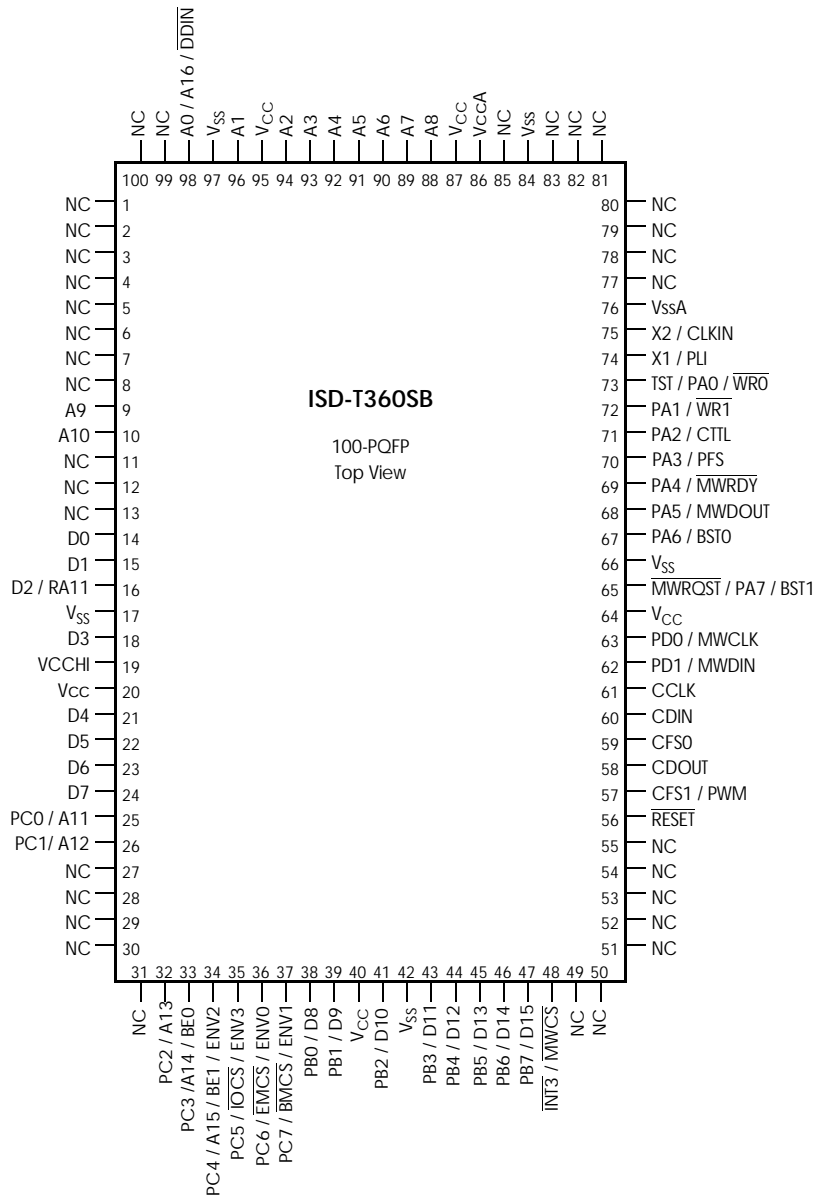 NC
NC
A0 / A16 / DDIN
VSS
A1
VCC
A2
A3
A4
A5
A6
A7
A8
VCC
VccA
NC
Vss
NC
NC
NC
100 99 98 97 96 95 94 93 92 91 90 89 88 87 86 85 84 83 82 81
NC 1
NC 2
NC 3
NC 4
NC 5
NC 6
NC 7
NC 8
A9 9
A10 10
NC 11
NC 12
NC 13
D0 14
D1 15
D2 / RA11 16
VSS 17
D3 18
VCCHI 19
Vcc 20
D4 21
D5 22
D6 23
D7 24
PC0 / A11 25
PC1/ A12 26
NC 27
NC 28
NC 29
NC 30
ISD-T360SB
100-PQFP
Top View
80 NC
79 NC
78 NC
77 NC
76 VssA
75 X2 / CLKIN
74 X1 / PLI
73 TST / PA0 / WR0
72 PA1 / WR1
71 PA2 / CTTL
70 PA3 / PFS
69 PA4 / MWRDY
68 PA5 / MWDOUT
67 PA6 / BST0
66 VSS
65 MWRQST / PA7 / BST1
64 VCC
63 PD0 / MWCLK
62 PD1 / MWDIN
61 CCLK
60 CDIN
59 CFS0
58 CDOUT
57 CFS1 / PWM
56 RESET
55 NC
54 NC
53 NC
52 NC
51 NC
31 32 33 34 35 36 37 38 39 40 41 42 43 44 45 46 47 48 49 50
NC
PC2 / A13
PC3 /A14 / BE0
PC4 / A15 / BE1 / ENV2
PC5 / IOCS / ENV3
PC6 / EMCS / ENV0
PC7 / BMCS / ENV1
PB0 / D8
PB1 / D9
VCC
PB2 / D10
VSS
PB3 / D11
PB4 / D12
PB5 / D13
PB6 / D14
PB7 / D15
INT3 / MWCS
NC
NC